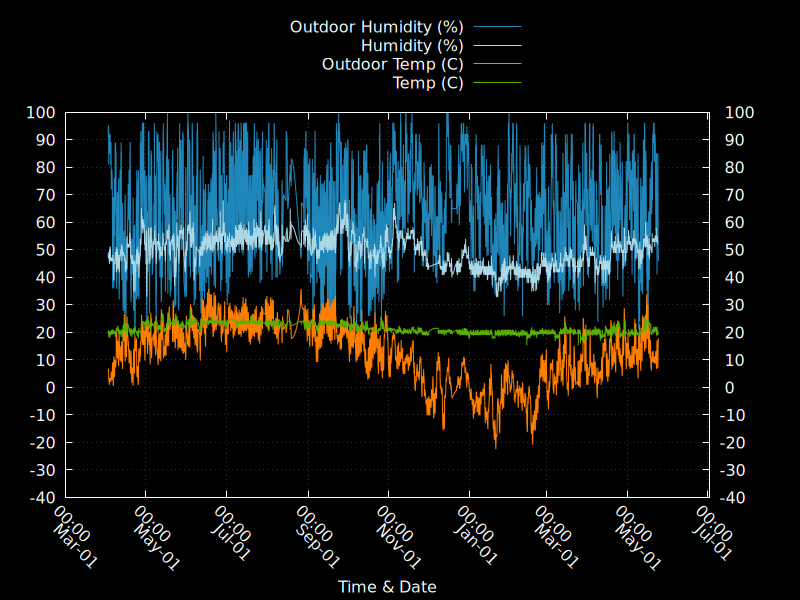 Outdoor Humidity (%)
Humidity (%)
Outdoor Temp (C)
Temp (C)
100 100
90 90
80 80
70 70
60 60
50 50
40 40
30 30
20 20
10 10
0 0
-10 -10
-20 -20
-30 -30
-40 -40
00:00 00:00 00:00 00:00 00:00 00:00 00:00 00:00 00:00
Mar-01 May-01 Jul-01 Sep-01 Nov-01 Jan-01 Mar-01 May-01 Jul-01
Time & Date